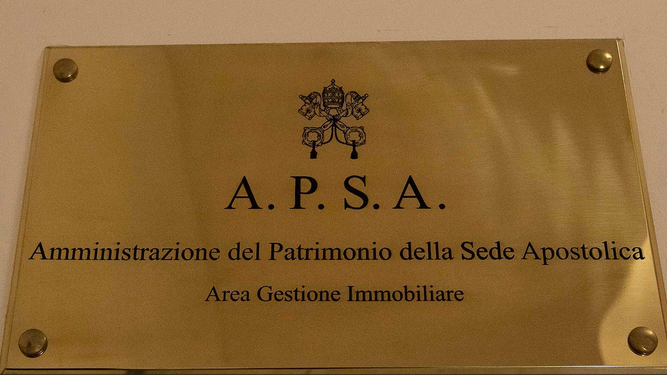 A. P. S. A.
Amministrazione del Patrimonio della Sede Apostolica
Area Gestione Immobiliare